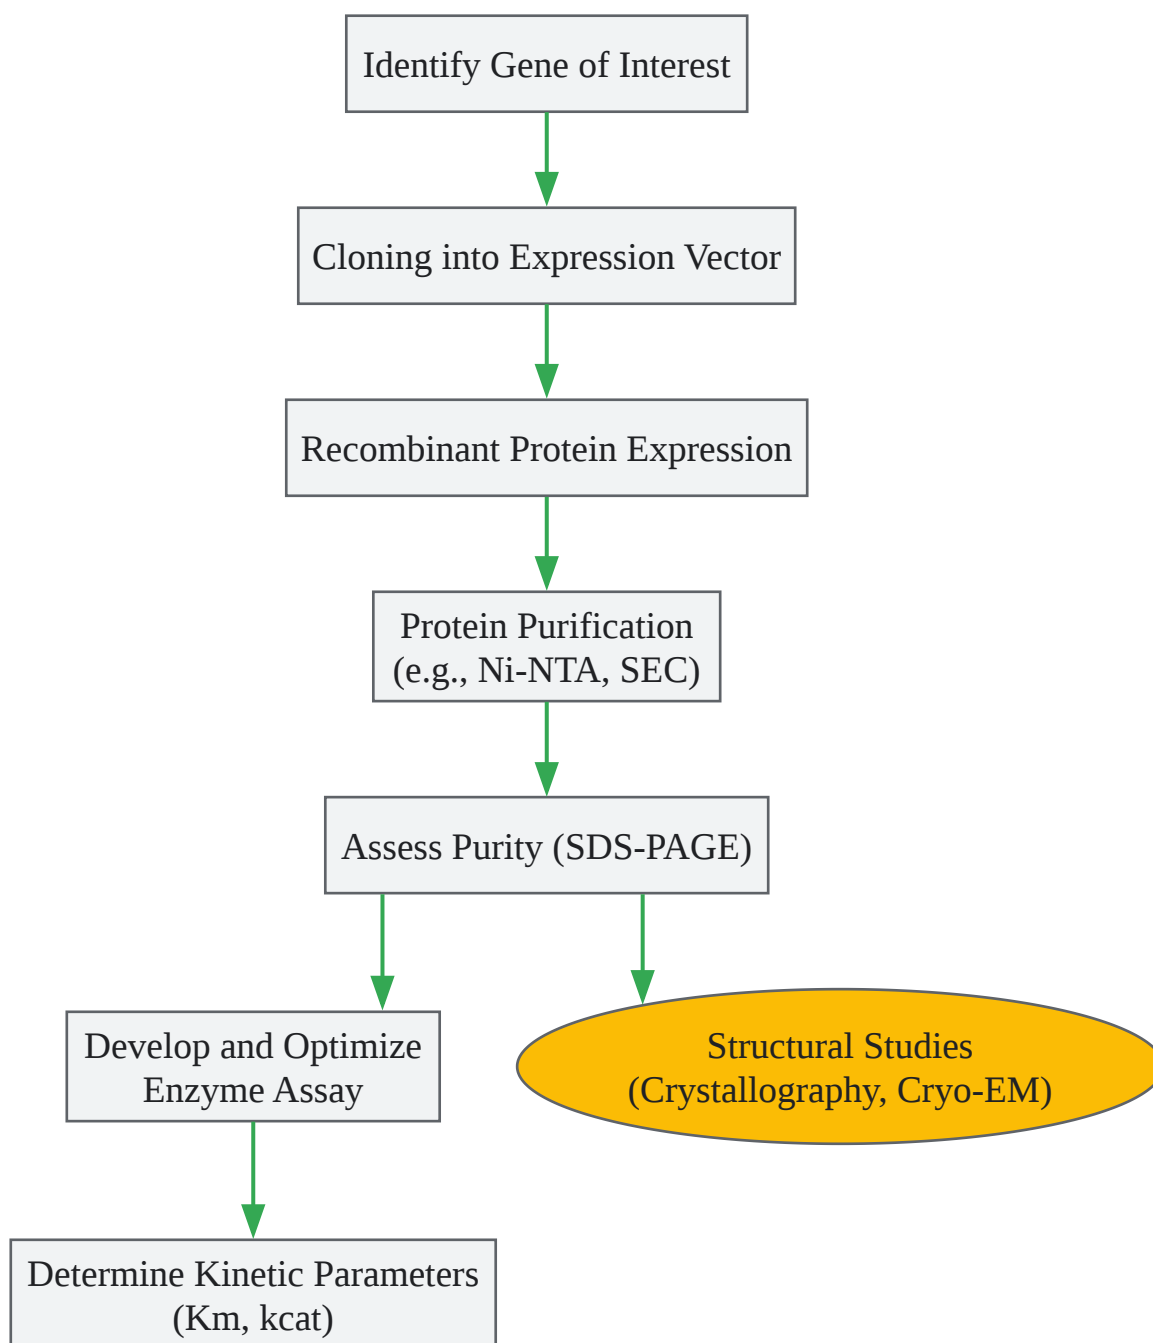 Identify Gene of Interest
Cloning into Expression Vector
Recombinant Protein Expression
Protein Purification
(e.g., Ni-NTA, SEC)
Assess Purity (SDS-PAGE)
Develop and Optimize
Enzyme Assay
Structural Studies
(Crystallography, Cryo-EM)
Determine Kinetic Parameters
(Km, kcat)